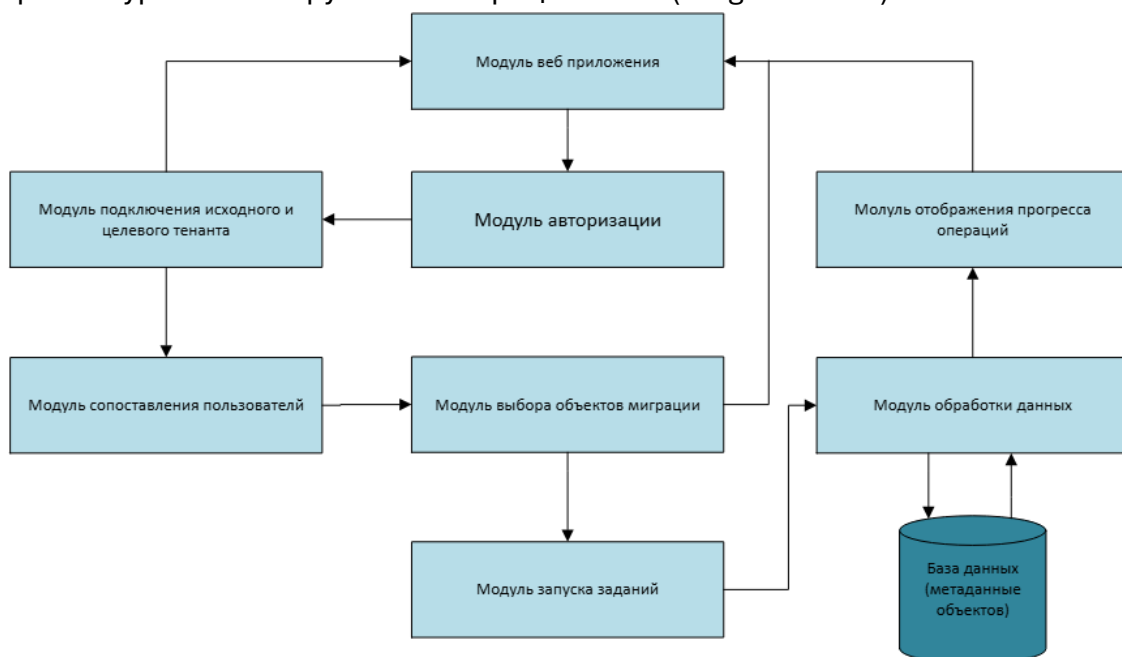 Модуль веб приложения
Модуль подключения исходного и
целевого тенанта
Модуль авторизации
Молуль отображения прогресса
операций
Модуль сопоставления пользователй
Модуль выбора объектов миграции
Модуль обработки данных
Модуль запуска заданий
База данных
(метаданные
объектов)